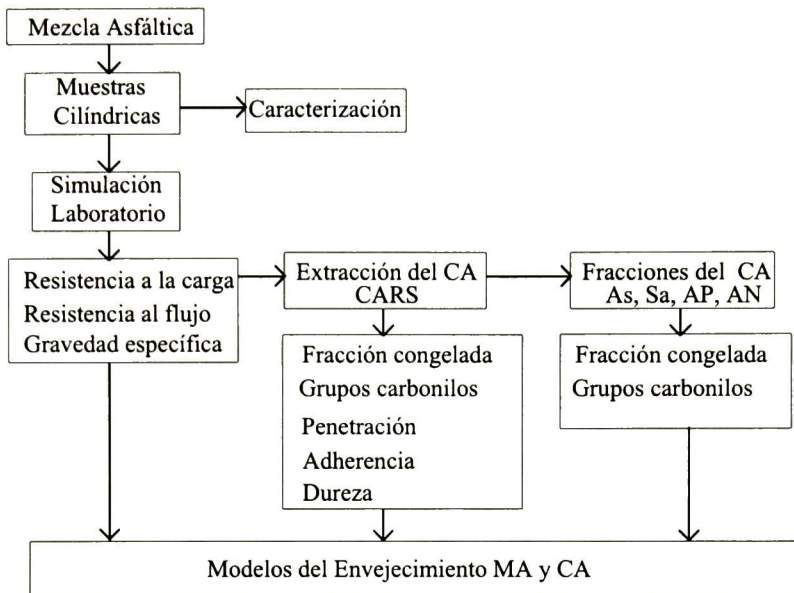 Mezcla Asfáltica
Muestras
Cilíndricas
Caracterización
Simulación
Laboratorio
Resistencia a la carga
Resistencia al flujo
Gravedad específica
Extracción del CA
CARS
Fracciones del CA
As, Sa, AP, AN
Fracción congelada
Grupos carbonilos
Penetración
Adherencia
Dureza
Fracción congelada
Grupos carbonilos
Modelos del Envejecimiento MA y CA